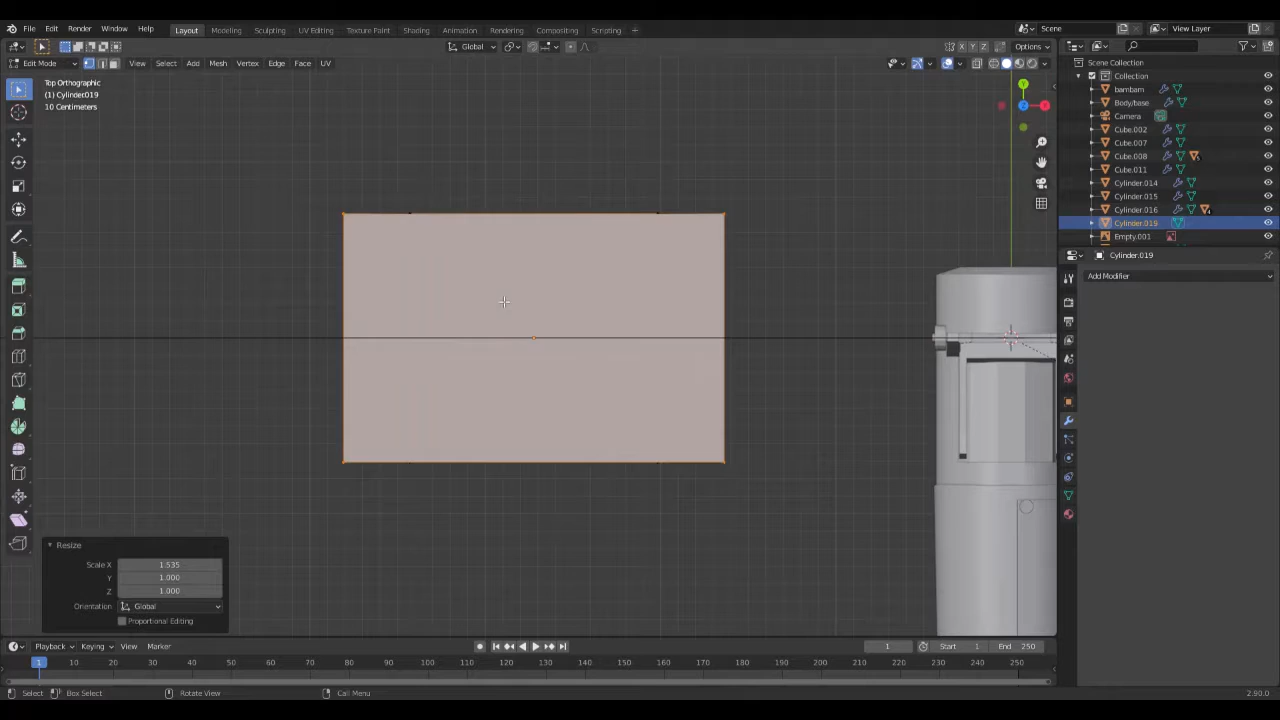 File Edit Render Window Help Layout Modeling Sculpting UV Editing Texture Paint Shading Animation Rendering Compositing Scripting + Scene View Layer
Global X Y Z Options
Edit Mode View Select Add Mesh Vertex Edge Face UV
Top Orthographic
(1) Cylinder.019
10 Centimeters
Y
X
Z
Scene Collection
Collection
bambam
Body/base
Camera
Cube.002
Cube.007
Cube.008
Cube.011
Cylinder.014
Cylinder.015
Cylinder.016
Cylinder.019
Empty.001
Cylinder.019
Add Modifier
Resize
Scale X 1.535
Y 1.000
Z 1.000
Orientation Global
Proportional Editing
Playback Keying View Marker 1 Start 1 End 250
1 10 20 30 40 50 60 70 80 90 100 110 120 130 140 150 160 170 180 190 200 210 220 230 240 250
Select Box Select Rotate View Call Menu 2.90.0